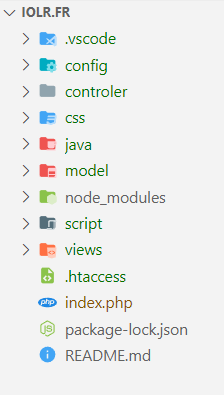 IOLR.FR
.vscode
config
controler
css
java
model
node_modules
script
views
.htaccess
php index.php
package-lock.json
README.md